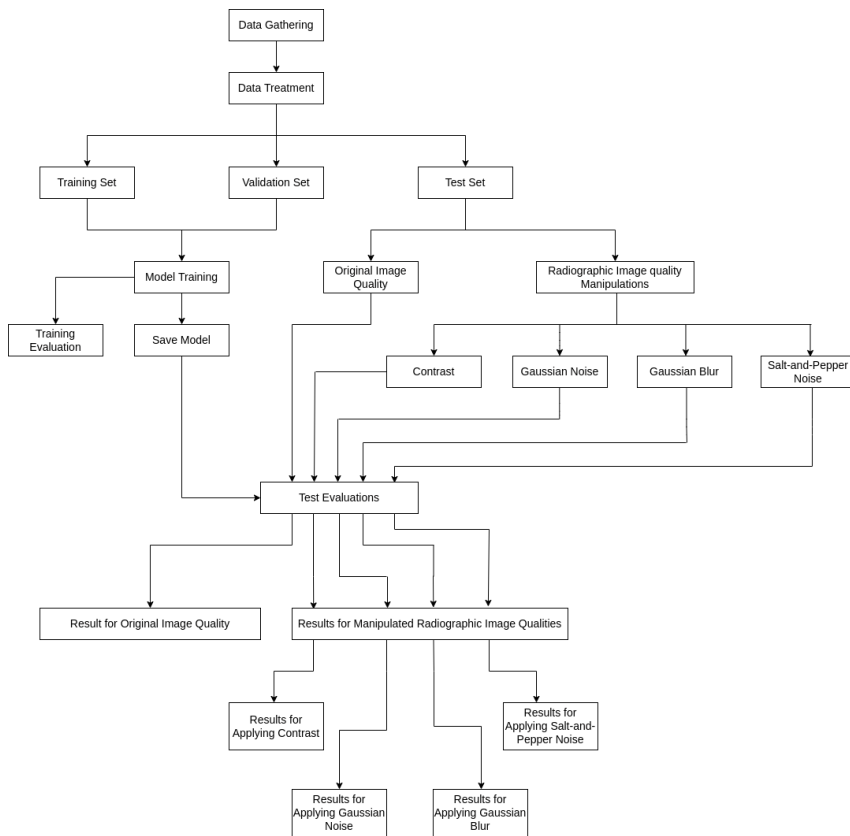 Data Gathering
Data Treatment
Training Set
Validation Set
Test Set
Model Training
Original Image
Quality
Radiographic Image quality
Manipulations
Training
Evaluation
Save Model
Contrast
Gaussian Noise
Gaussian Blur
Salt-and-Pepper
Noise
Test Evaluations
Result for Original Image Quality
Results for Manipulated Radiographic Image Qualities
Results for
Applying Contrast
Results for
Applying Salt-and-
Pepper Noise
Results for
Applying Gaussian
Noise
Results for
Applying Gaussian
Blur